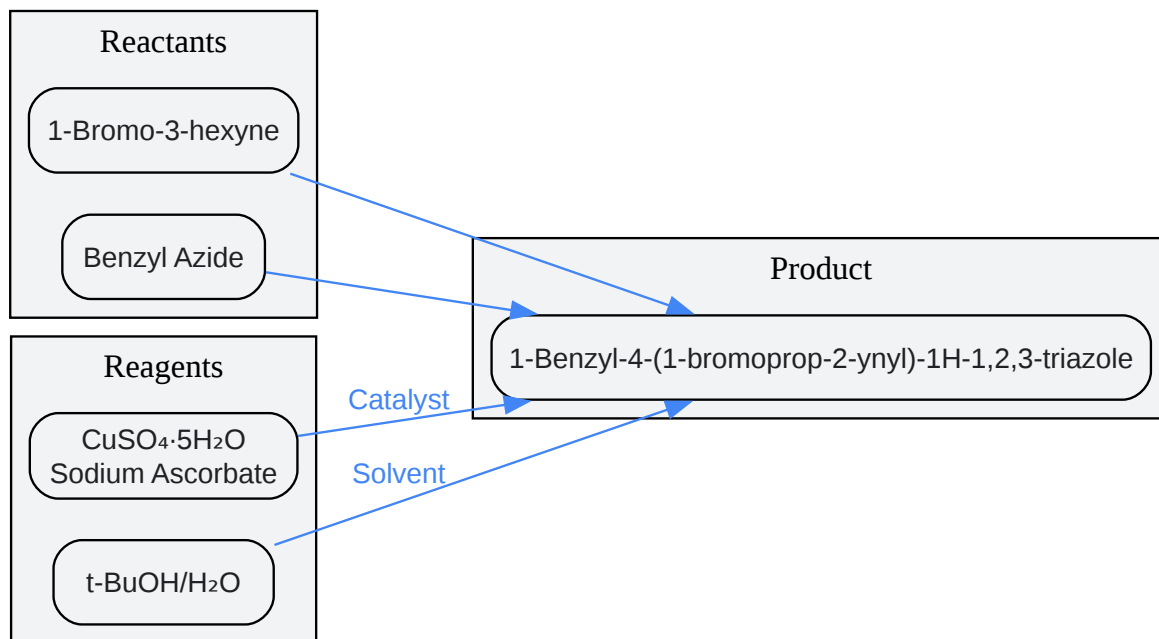 Reactants
1-Bromo-3-hexyne
Benzyl Azide
Reagents
CuSO₄·5H₂O
Sodium Ascorbate
t-BuOH/H₂O
Catalyst
Solvent
Product
1-Benzyl-4-(1-bromoprop-2-ynyl)-1H-1,2,3-triazole